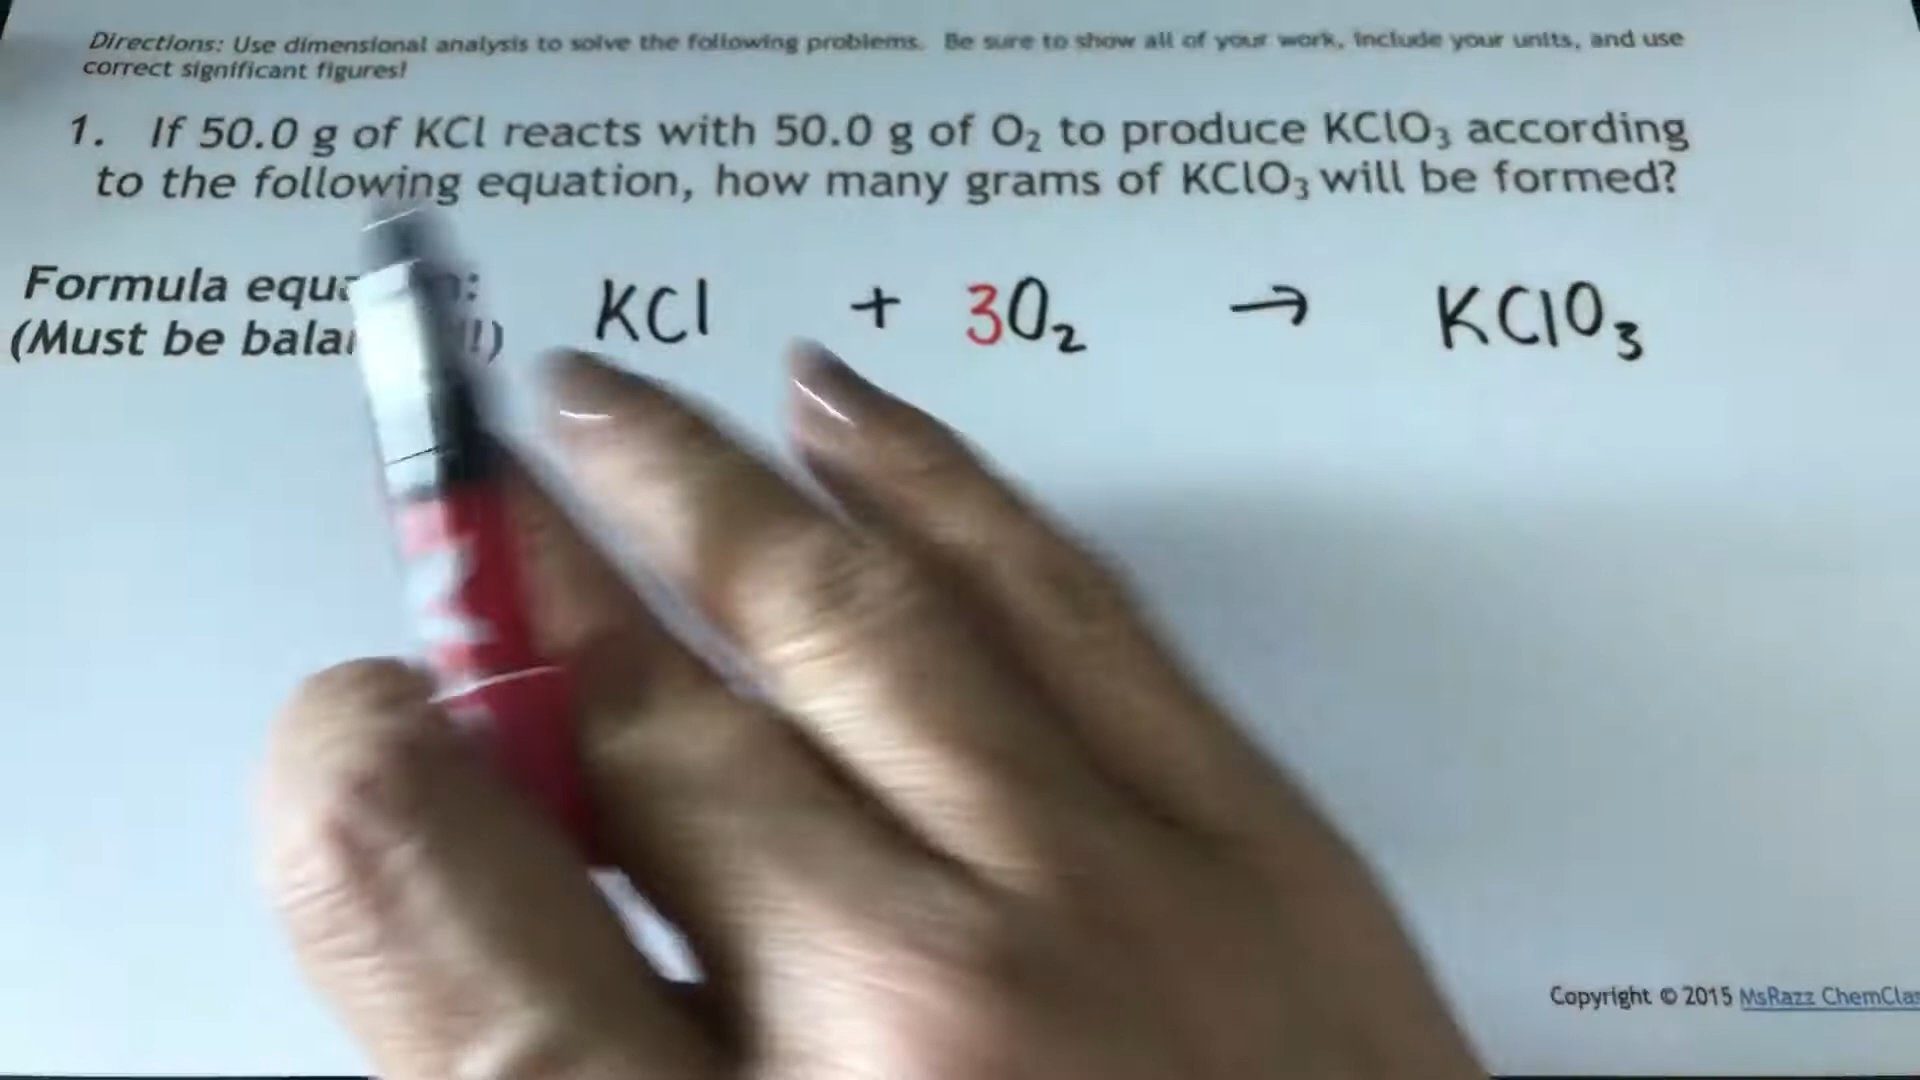 Directions: Use dimensional analysis to solve the following problems. Be sure to show all of your work, include your units, and use
correct significant figures!
1. If 50.0 g of KCl reacts with 50.0 g of O₂ to produce KClO₃ according
to the following equation, how many grams of KClO₃ will be formed?
Formula
KCl + 3O₂ → KClO₃
(Must be
Copyright © 2015 MsRazz